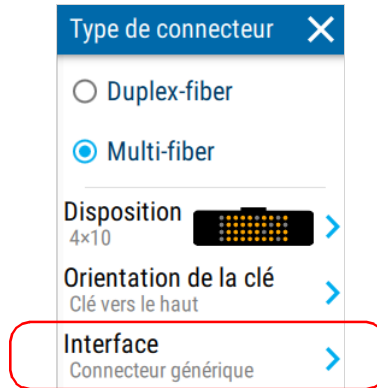 Type de connecteur
Duplex-fiber
Multi-fiber
Disposition
4×10
Orientation de la clé
Clé vers le haut
Interface
Connecteur générique